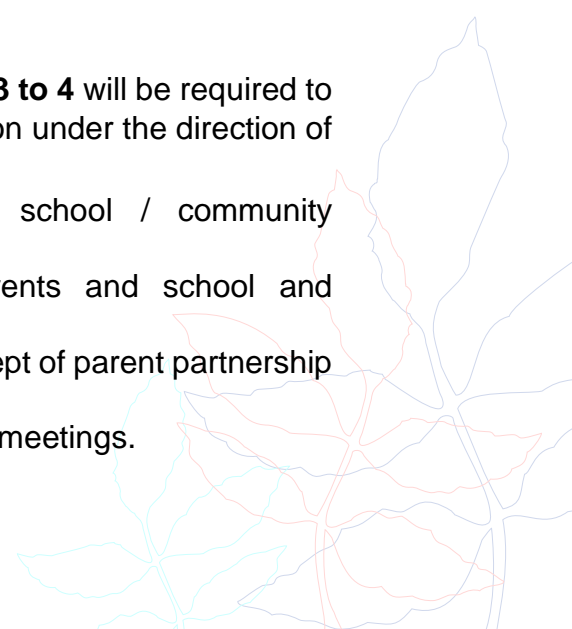 3 to 4 will be required to
on under the direction of
school / community
ents and school and
ept of parent partnership
meetings.